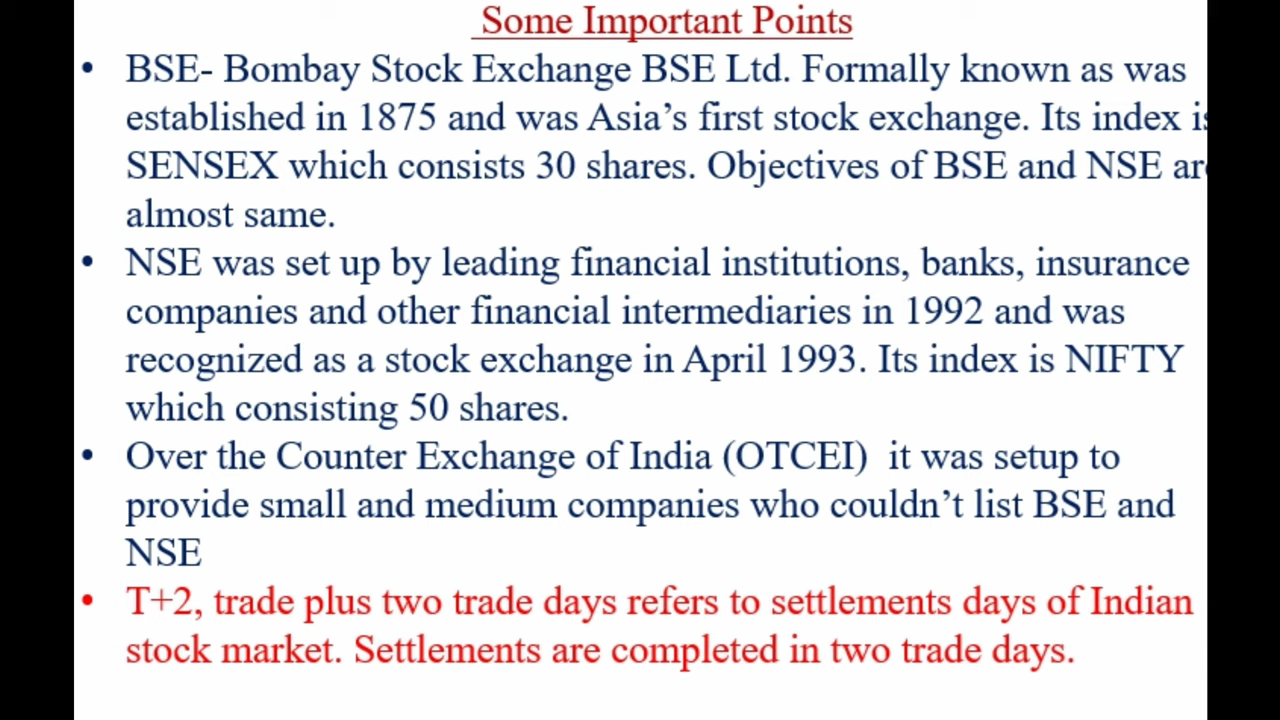 Some Important Points
• BSE- Bombay Stock Exchange BSE Ltd. Formally known as was
established in 1875 and was Asia’s first stock exchange. Its index is
SENSEX which consists 30 shares. Objectives of BSE and NSE are
almost same.
• NSE was set up by leading financial institutions, banks, insurance
companies and other financial intermediaries in 1992 and was
recognized as a stock exchange in April 1993. Its index is NIFTY
which consisting 50 shares.
• Over the Counter Exchange of India (OTCEI)  it was setup to
provide small and medium companies who couldn’t list BSE and
NSE
• T+2, trade plus two trade days refers to settlements days of Indian
stock market. Settlements are completed in two trade days.